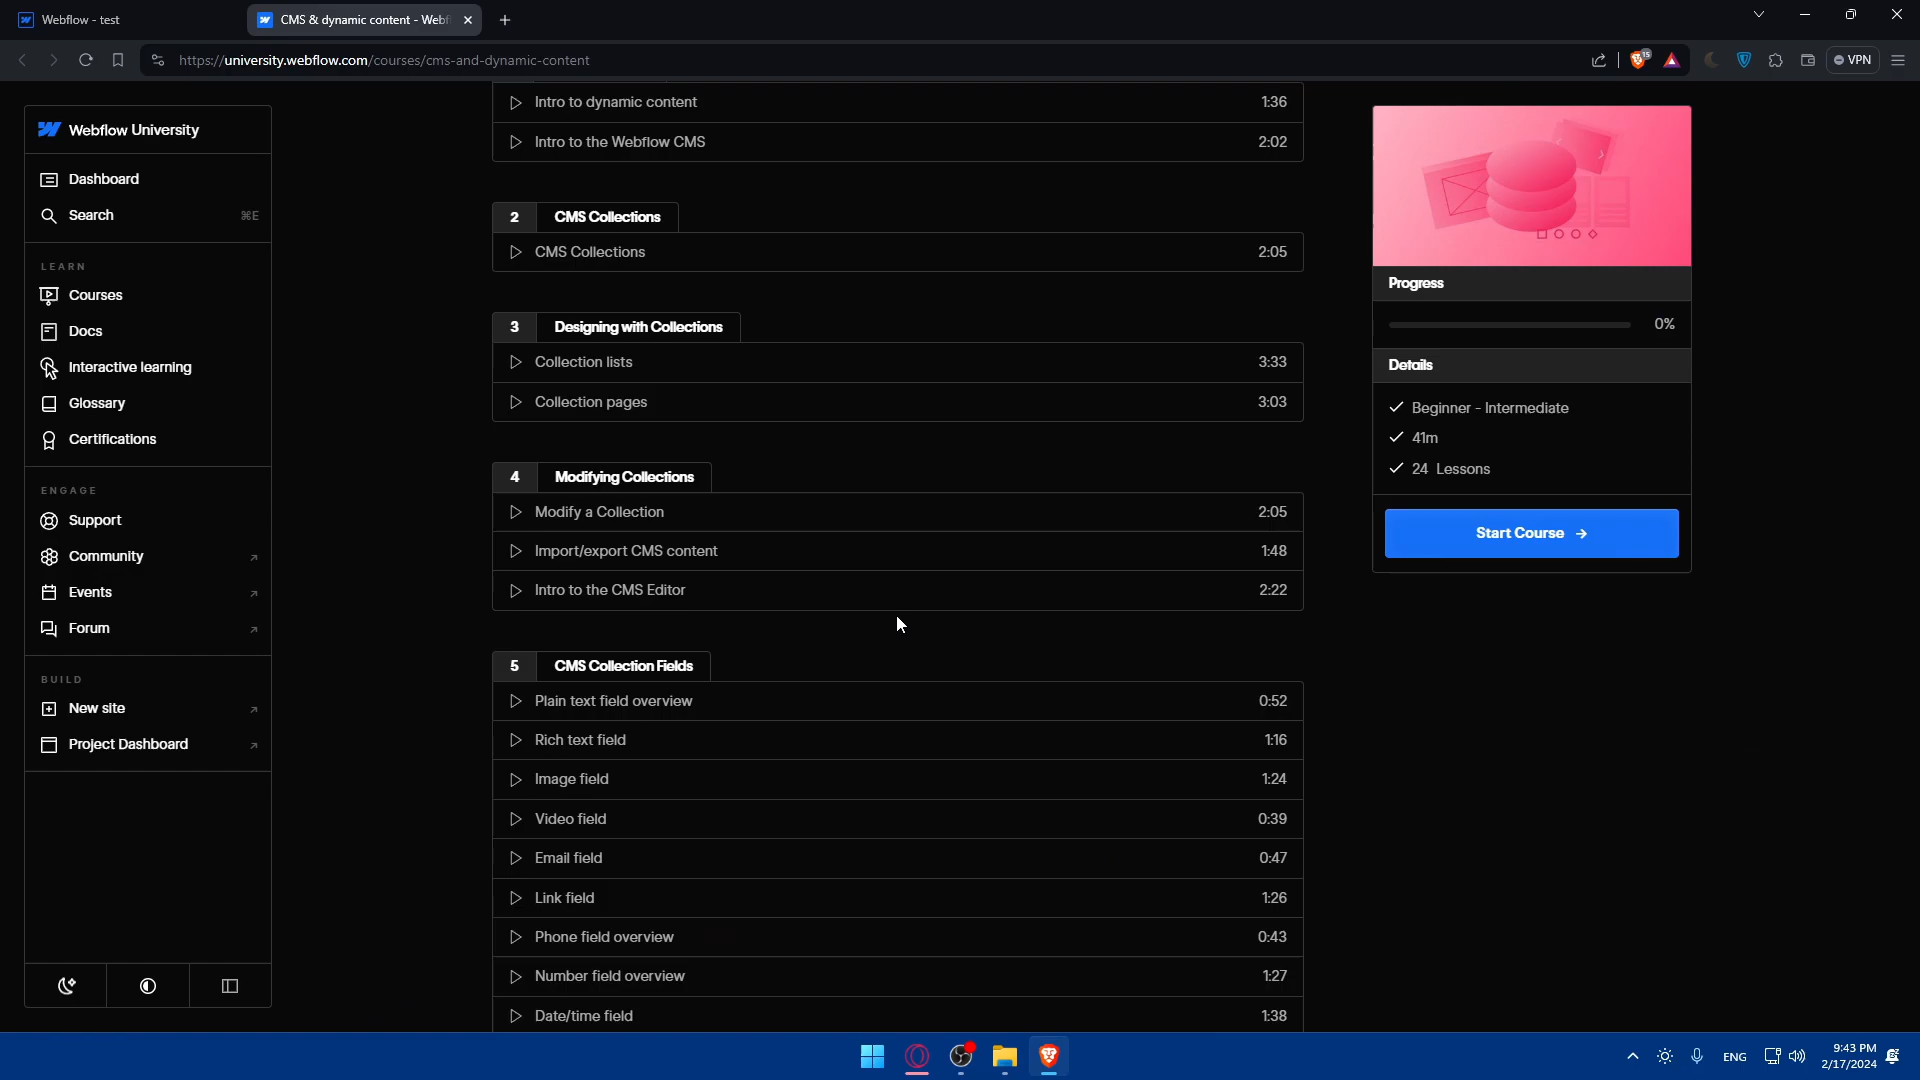 Webflow - test
CMS & dynamic content - Webf
https://university.webflow.com/courses/cms-and-dynamic-content
15
VPN
Webflow University
Dashboard
Search ⌘E
LEARN
Courses
Docs
Interactive learning
Glossary
Certifications
ENGAGE
Support
Community
Events
Forum
BUILD
New site
Project Dashboard
Intro to dynamic content 1:36
Intro to the Webflow CMS 2:02
2 CMS Collections
CMS Collections 2:05
3 Designing with Collections
Collection lists 3:33
Collection pages 3:03
4 Modifying Collections
Modify a Collection 2:05
Import/export CMS content 1:48
Intro to the CMS Editor 2:22
5 CMS Collection Fields
Plain text field overview 0:52
Rich text field 1:16
Image field 1:24
Video field 0:39
Email field 0:47
Link field 1:26
Phone field overview 0:43
Number field overview 1:27
Date/time field 1:38
Progress
0%
Details
Beginner - Intermediate
41m
24 Lessons
Start Course →
ENG
9:43 PM
2/17/2024